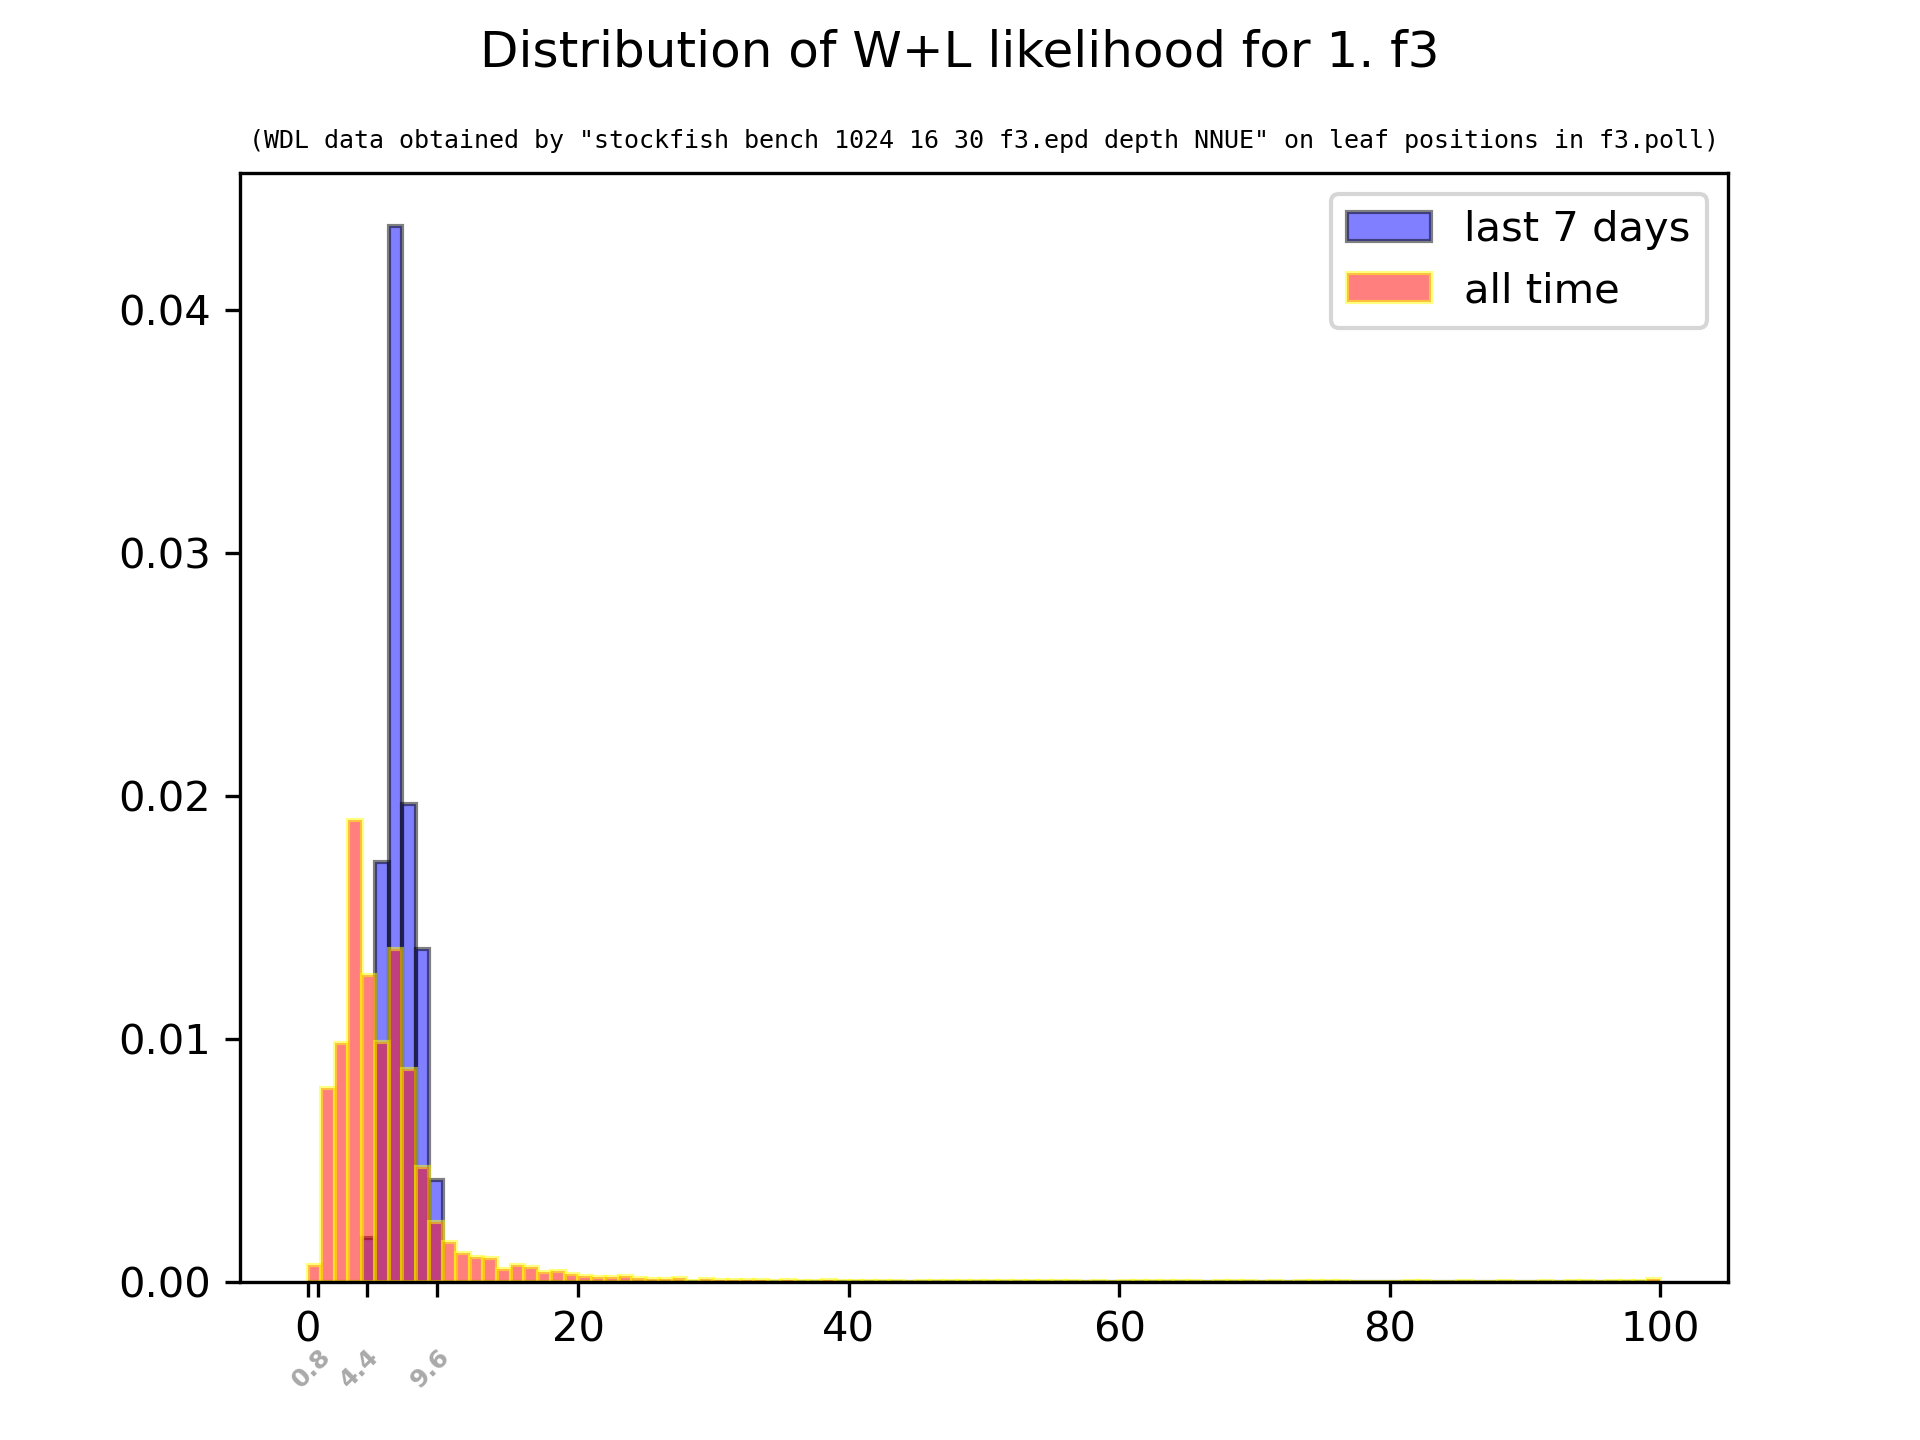 Distribution of W+L likelihood for 1. f3
(WDL data obtained by "stockfish bench 1024 16 30 f3.epd depth NNUE" on leaf positions in f3.poll)
last 7 days
all time
0.04
0.03
0.02
0.01
0.00
0 20 40 60 80 100
0.8 4.4 9.6